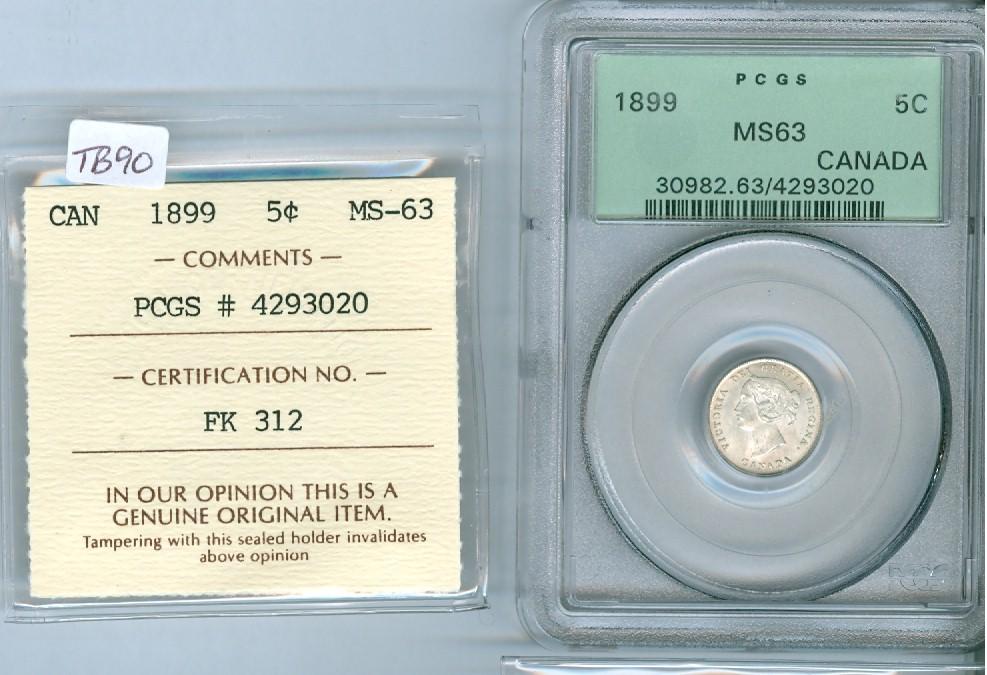 TB90
CAN 1899 5¢ MS-63
— COMMENTS —
PCGS # 4293020
— CERTIFICATION NO. —
FK 312
IN OUR OPINION THIS IS A
GENUINE ORIGINAL ITEM.
Tampering with this sealed holder invalidates
above opinion
PCGS
1899 5C
MS63
CANADA
30982.63/4293020
VICTORIA DEI GRATIA REGINA.
CANADA
PCGS